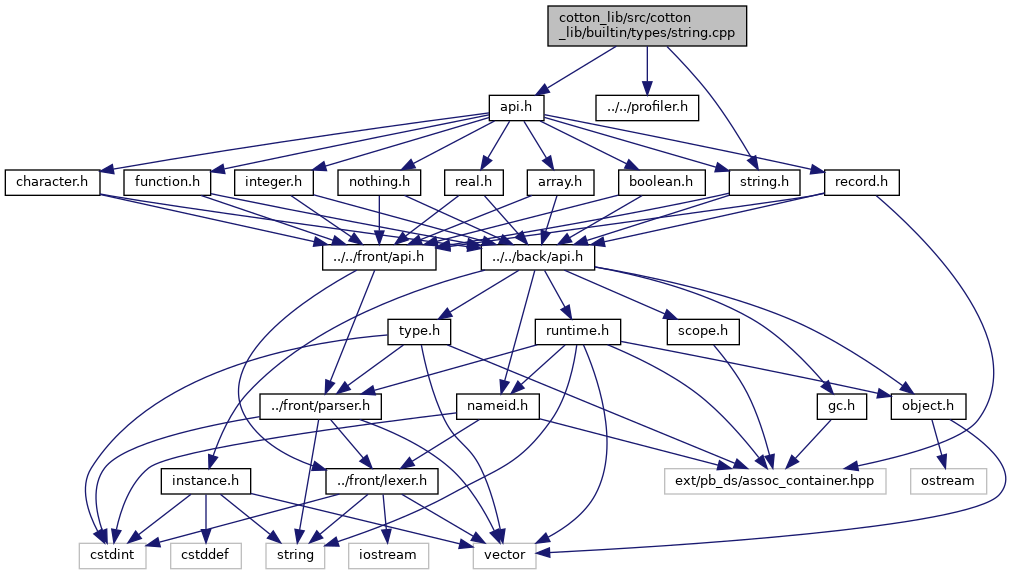 cotton_lib/src/cotton
_lib/builtin/types/string.cpp
api.h
../../profiler.h
character.h
function.h
integer.h
nothing.h
real.h
array.h
boolean.h
string.h
record.h
../../front/api.h
../../back/api.h
type.h
runtime.h
scope.h
../front/parser.h
nameid.h
gc.h
object.h
instance.h
../front/lexer.h
ext/pb_ds/assoc_container.hpp
ostream
cstdint
cstddef
string
iostream
vector